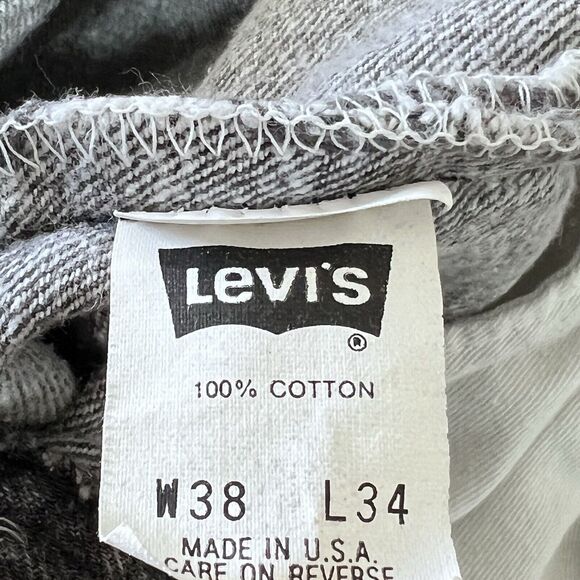 Levi's
®
100% COTTON
W38 L34
MADE IN U.S.A.
CARE ON REVERSE